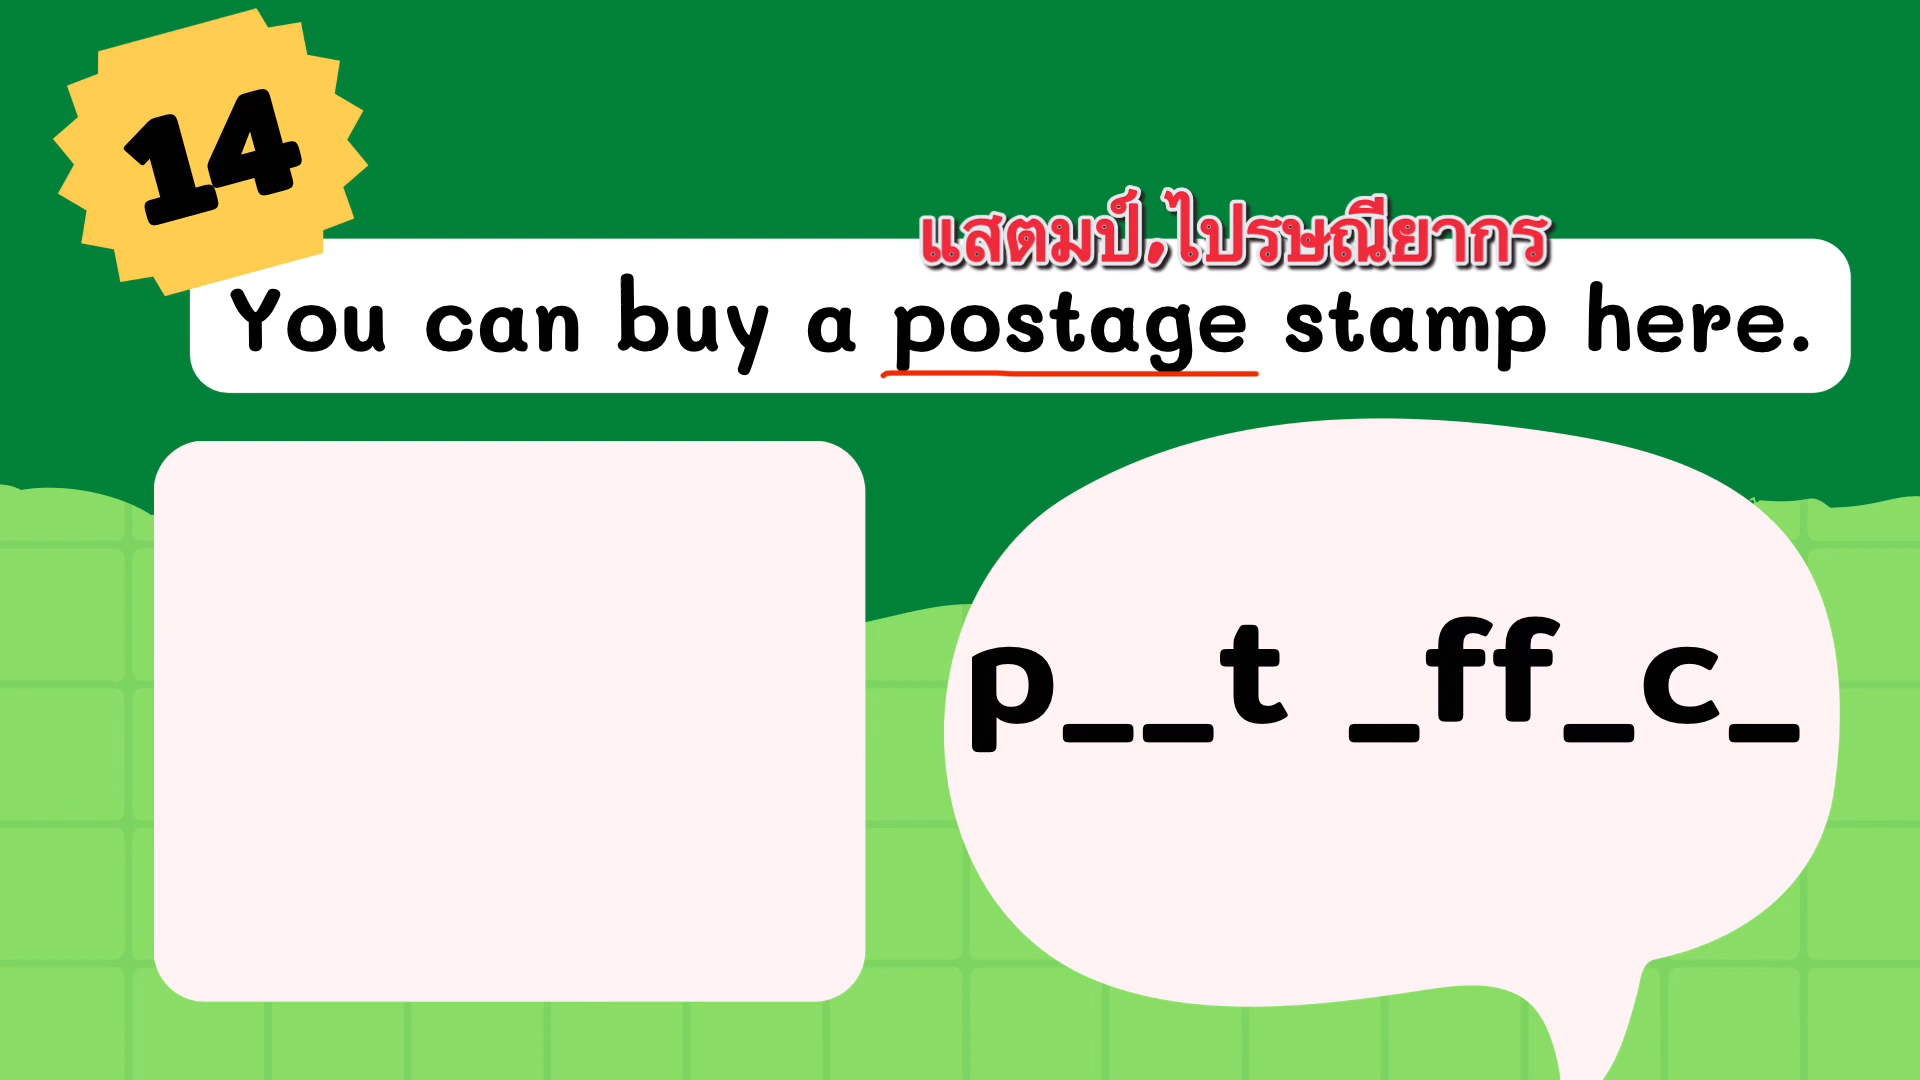 14
แสตมป์,ไปรษณียากร
You can buy a postage stamp here.
p__t _ff_c_